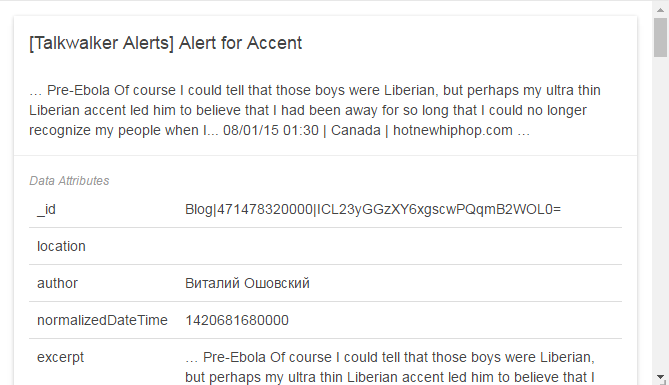 [Talkwalker Alerts] Alert for Accent
… Pre-Ebola Of course I could tell that those boys were Liberian, but perhaps my ultra thin
Liberian accent led him to believe that I had been away for so long that I could no longer
recognize my people when I... 08/01/15 01:30 | Canada | hotnewhiphop.com …
Data Attributes
_id Blog|471478320000|ICL23yGGzXY6xgscwPQqmB2WOL0=
location
author Виталий Ошовский
normalizedDateTime 1420681680000
excerpt … Pre-Ebola Of course I could tell that those boys were Liberian,
but perhaps my ultra thin Liberian accent led him to believe that I